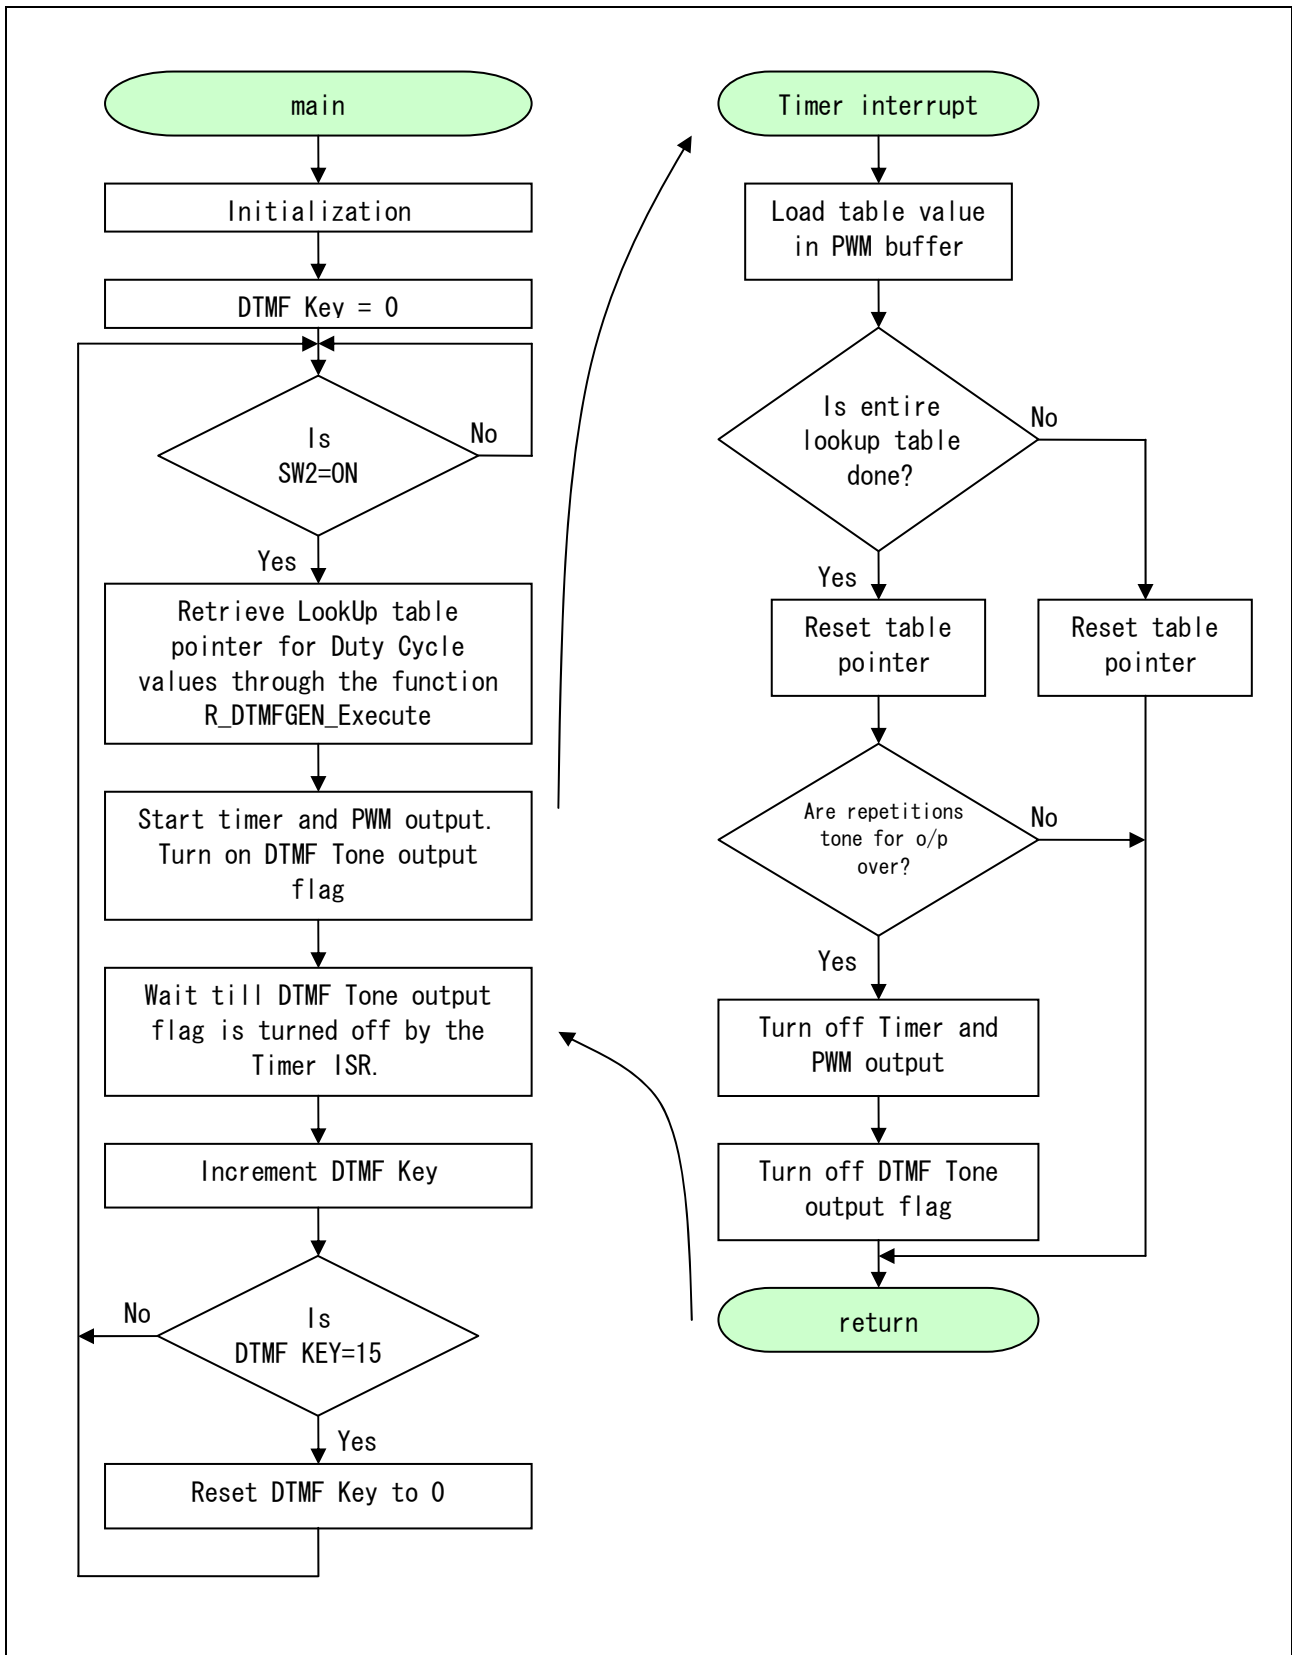 main
Initialization
DTMF Key = 0
Is
SW2=ON
No
Yes
Retrieve LookUp table
pointer for Duty Cycle
values through the function
R_DTMFGEN_Execute
Start timer and PWM output.
Turn on DTMF Tone output
flag
Wait till DTMF Tone output
flag is turned off by the
Timer ISR.
Increment DTMF Key
Is
DTMF KEY=15
No
Yes
Reset DTMF Key to 0
Timer interrupt
Load table value
in PWM buffer
Is entire
lookup table
done?
No
Yes
Reset table
pointer
Reset table
pointer
Are repetitions
tone for o/p
over?
No
Yes
Turn off Timer and
PWM output
Turn off DTMF Tone
output flag
return